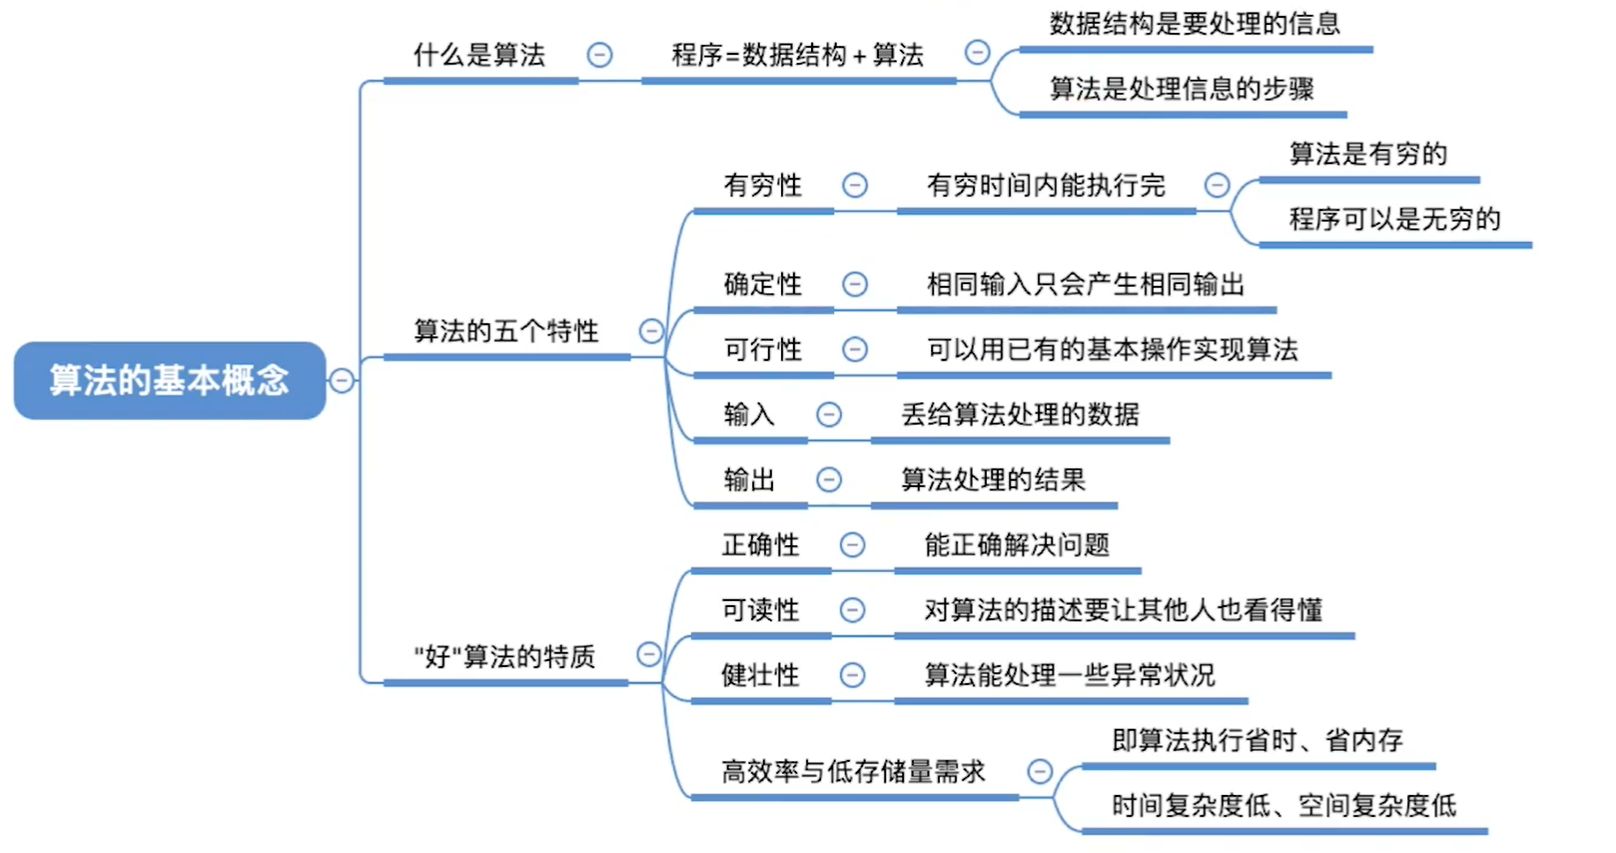 算法的基本概念
什么是算法
程序=数据结构+算法
数据结构是要处理的信息
算法是处理信息的步骤
算法的五个特性
有穷性
有穷时间内能执行完
算法是有穷的
程序可以是无穷的
确定性
相同输入只会产生相同输出
可行性
可以用已有的基本操作实现算法
输入
丢给算法处理的数据
输出
算法处理的结果
"好"算法的特质
正确性
能正确解决问题
可读性
对算法的描述要让其他人也看得懂
健壮性
算法能处理一些异常状况
高效率与低存储量需求
即算法执行省时、省内存
时间复杂度低、空间复杂度低